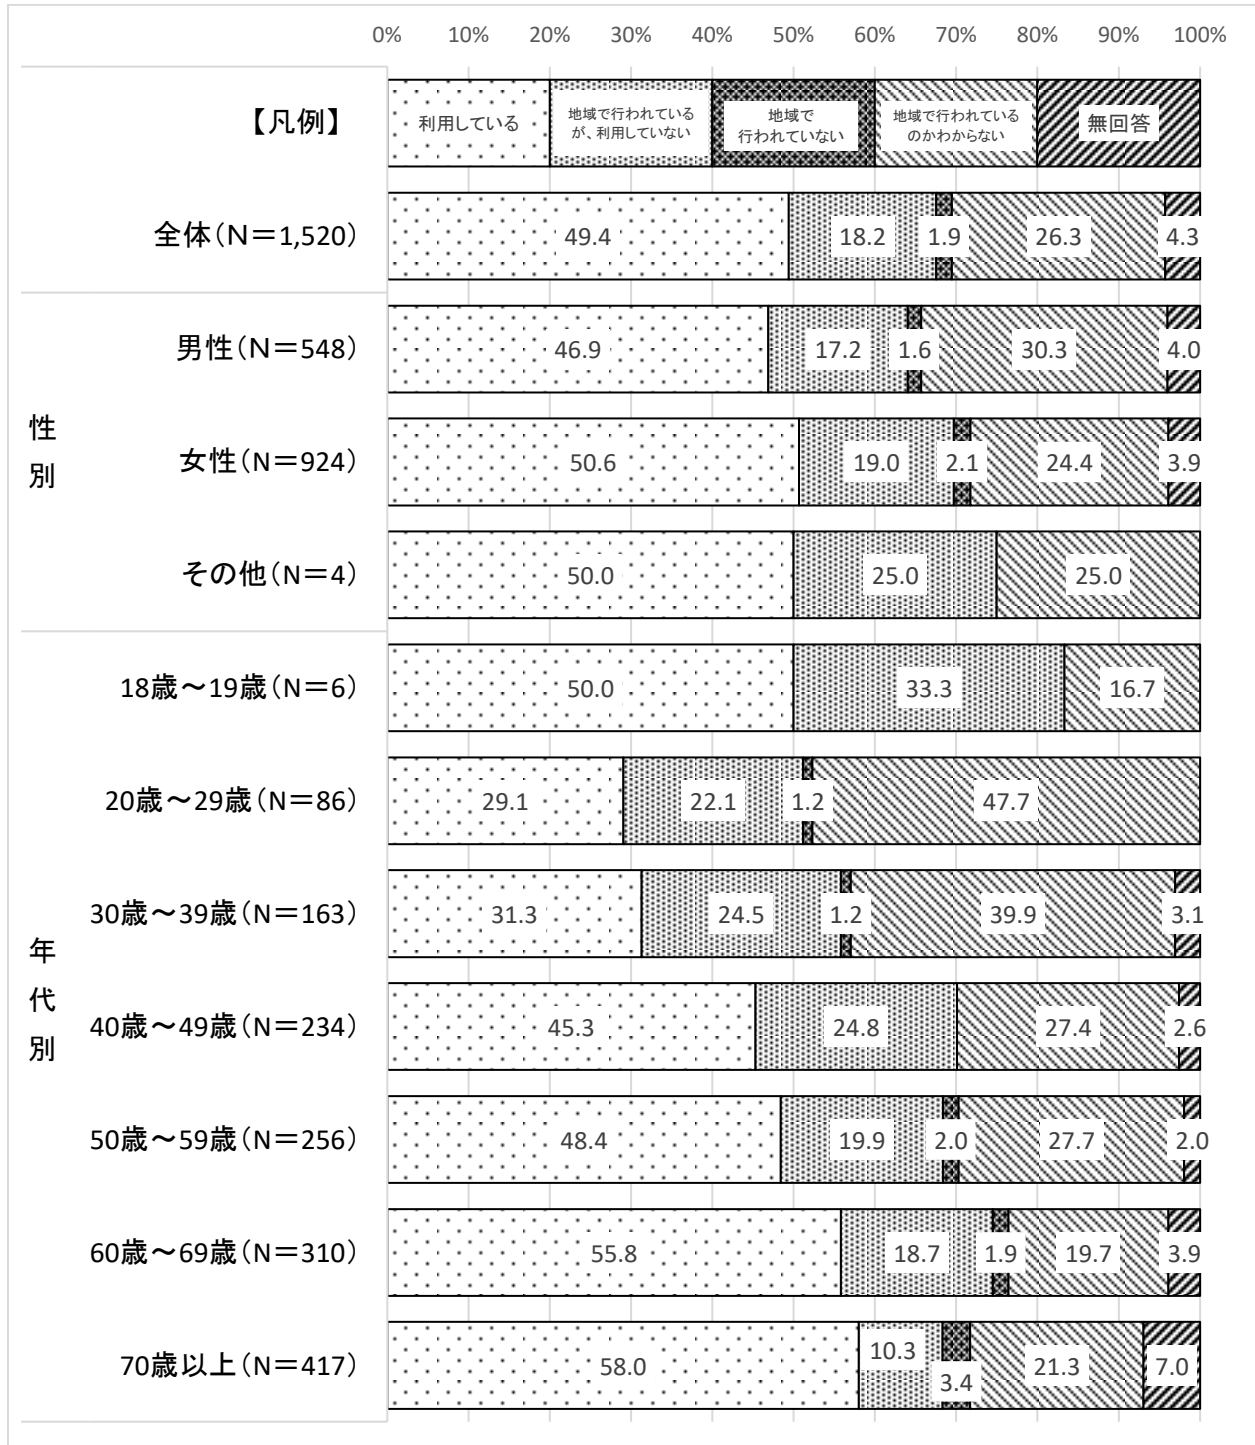 0% 10% 20% 30% 40% 50% 60% 70% 80% 90% 100%
【凡例】
利用している
地域で行われている
が、利用していない
地域で
行われていない
地域で行われている
のかわからない
無回答
全体(N＝1,520) 49.4 18.2 1.9 26.3 4.3
性別
男性(N＝548) 46.9 17.2 1.6 30.3 4.0
女性(N＝924) 50.6 19.0 2.1 24.4 3.9
その他(N＝4) 50.0 25.0 25.0
年代別
18歳～19歳(N＝6) 50.0 33.3 16.7
20歳～29歳(N＝86) 29.1 22.1 1.2 47.7
30歳～39歳(N＝163) 31.3 24.5 1.2 39.9 3.1
40歳～49歳(N＝234) 45.3 24.8 27.4 2.6
50歳～59歳(N＝256) 48.4 19.9 2.0 27.7 2.0
60歳～69歳(N＝310) 55.8 18.7 1.9 19.7 3.9
70歳以上(N＝417) 58.0 10.3 3.4 21.3 7.0